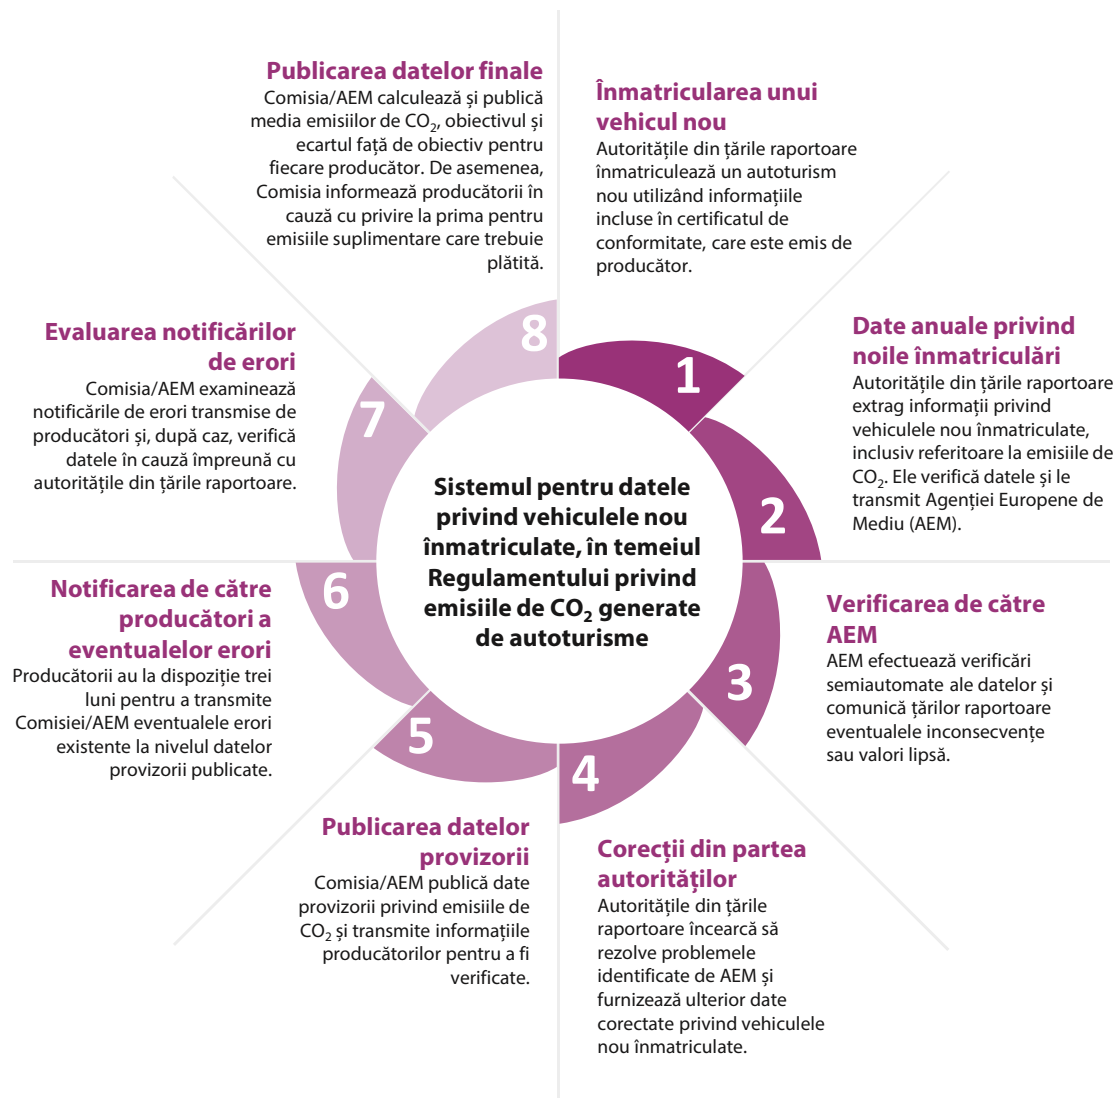 Sistemul pentru datele
privind vehiculele nou
înmatriculate, în temeiul
Regulamentului privind
emisiile de CO₂ generate
de autoturisme
1
Înmatricularea unui
vehicul nou
Autoritățile din țările raportoare
înmatriculează un autoturism
nou utilizând informațiile
incluse în certificatul de
conformitate, care este emis de
producător.
2
Date anuale privind
noile înmatriculări
Autoritățile din țările raportoare
extrag informații privind
vehiculele nou înmatriculate,
inclusiv referitoare la emisiile de
CO₂. Ele verifică datele și le
transmit Agenției Europene de
Mediu (AEM).
3
Verificarea de către
AEM
AEM efectuează verificări
semiautomate ale datelor și
comunică țărilor raportoare
eventualele inconsecvențe
sau valori lipsă.
4
Corecții din partea
autorităților
Autoritățile din țările
raportoare încearcă să
rezolve problemele
identificate de AEM și
furnizează ulterior date
corectate privind vehiculele
nou înmatriculate.
5
Publicarea datelor
provizorii
Comisia/AEM publică date
provizorii privind emisiile de
CO₂ și transmite informațiile
producătorilor pentru a fi
verificate.
6
Notificarea de către
producători a
eventualelor erori
Producătorii au la dispoziție trei
luni pentru a transmite
Comisiei/AEM eventualele erori
existente la nivelul datelor
provizorii publicate.
7
Evaluarea notificărilor
de erori
Comisia/AEM examinează
notificările de erori transmise de
producători și, după caz, verifică
datele în cauză împreună cu
autoritățile din țările raportoare.
8
Publicarea datelor finale
Comisia/AEM calculează și publică
media emisiilor de CO₂, obiectivul și
ecartul față de obiectiv pentru
fiecare producător. De asemenea,
Comisia informează producătorii în
cauză cu privire la prima pentru
emisiile suplimentare care trebuie
plătită.